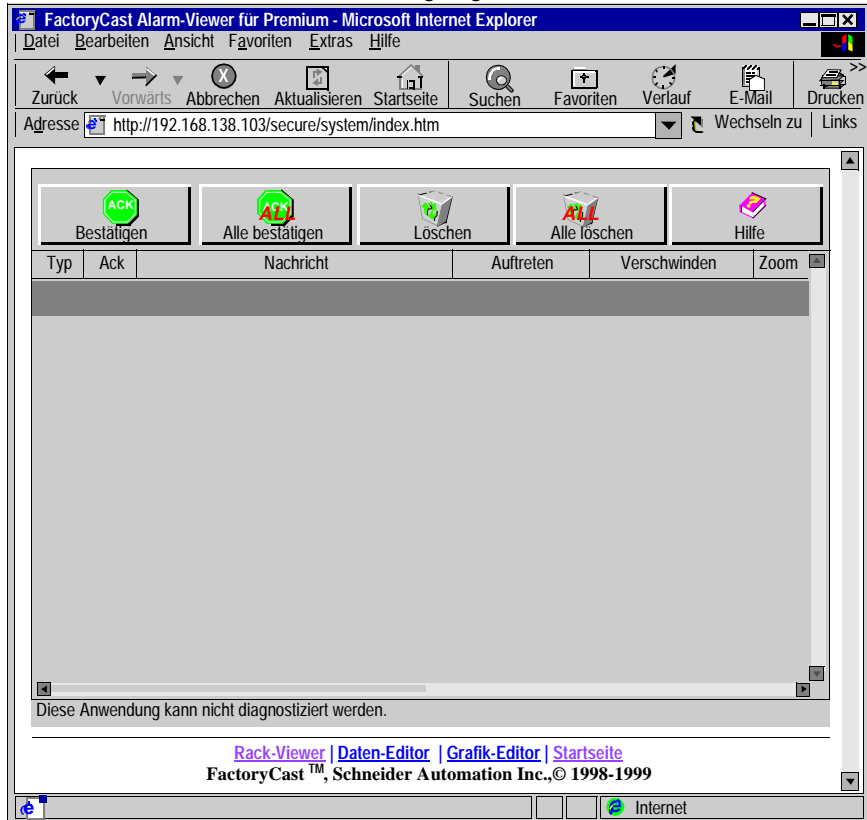 FactoryCast Alarm-Viewer für Premium - Microsoft Internet Explorer
Datei Bearbeiten Ansicht Favoriten Extras Hilfe
Zurück Vorwärts Abbrechen Aktualisieren Startseite Suchen Favoriten Verlauf E-Mail Drucken >>
Adresse http://192.168.138.103/secure/system/index.htm Wechseln zu Links
ACK ACK ALL ALL
Bestätigen Alle bestätigen Löschen Alle löschen Hilfe
Typ Ack Nachricht Auftreten Verschwinden Zoom
Diese Anwendung kann nicht diagnostiziert werden.
Rack-Viewer | Daten-Editor | Grafik-Editor | Startseite
FactoryCast TM, Schneider Automation Inc.,© 1998-1999
Internet